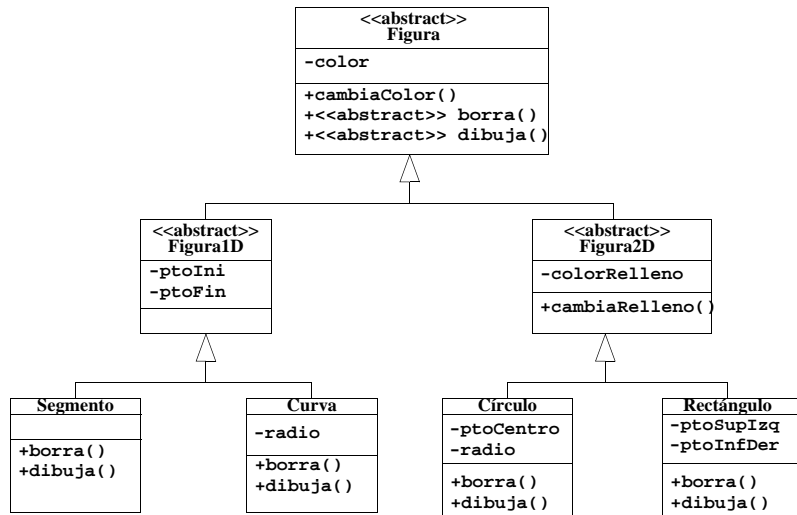 <<abstract>>
Figura
-color
+cambiaColor()
+<<abstract>> borra()
+<<abstract>> dibuja()
<<abstract>>
Figura1D
-ptoIni
-ptoFin
<<abstract>>
Figura2D
-colorRelleno
+cambiaRelleno()
Segmento
+borra()
+dibuja()
Curva
-radio
+borra()
+dibuja()
Círculo
-ptoCentro
-radio
+borra()
+dibuja()
Rectángulo
-ptoSupIzq
-ptoInfDer
+borra()
+dibuja()